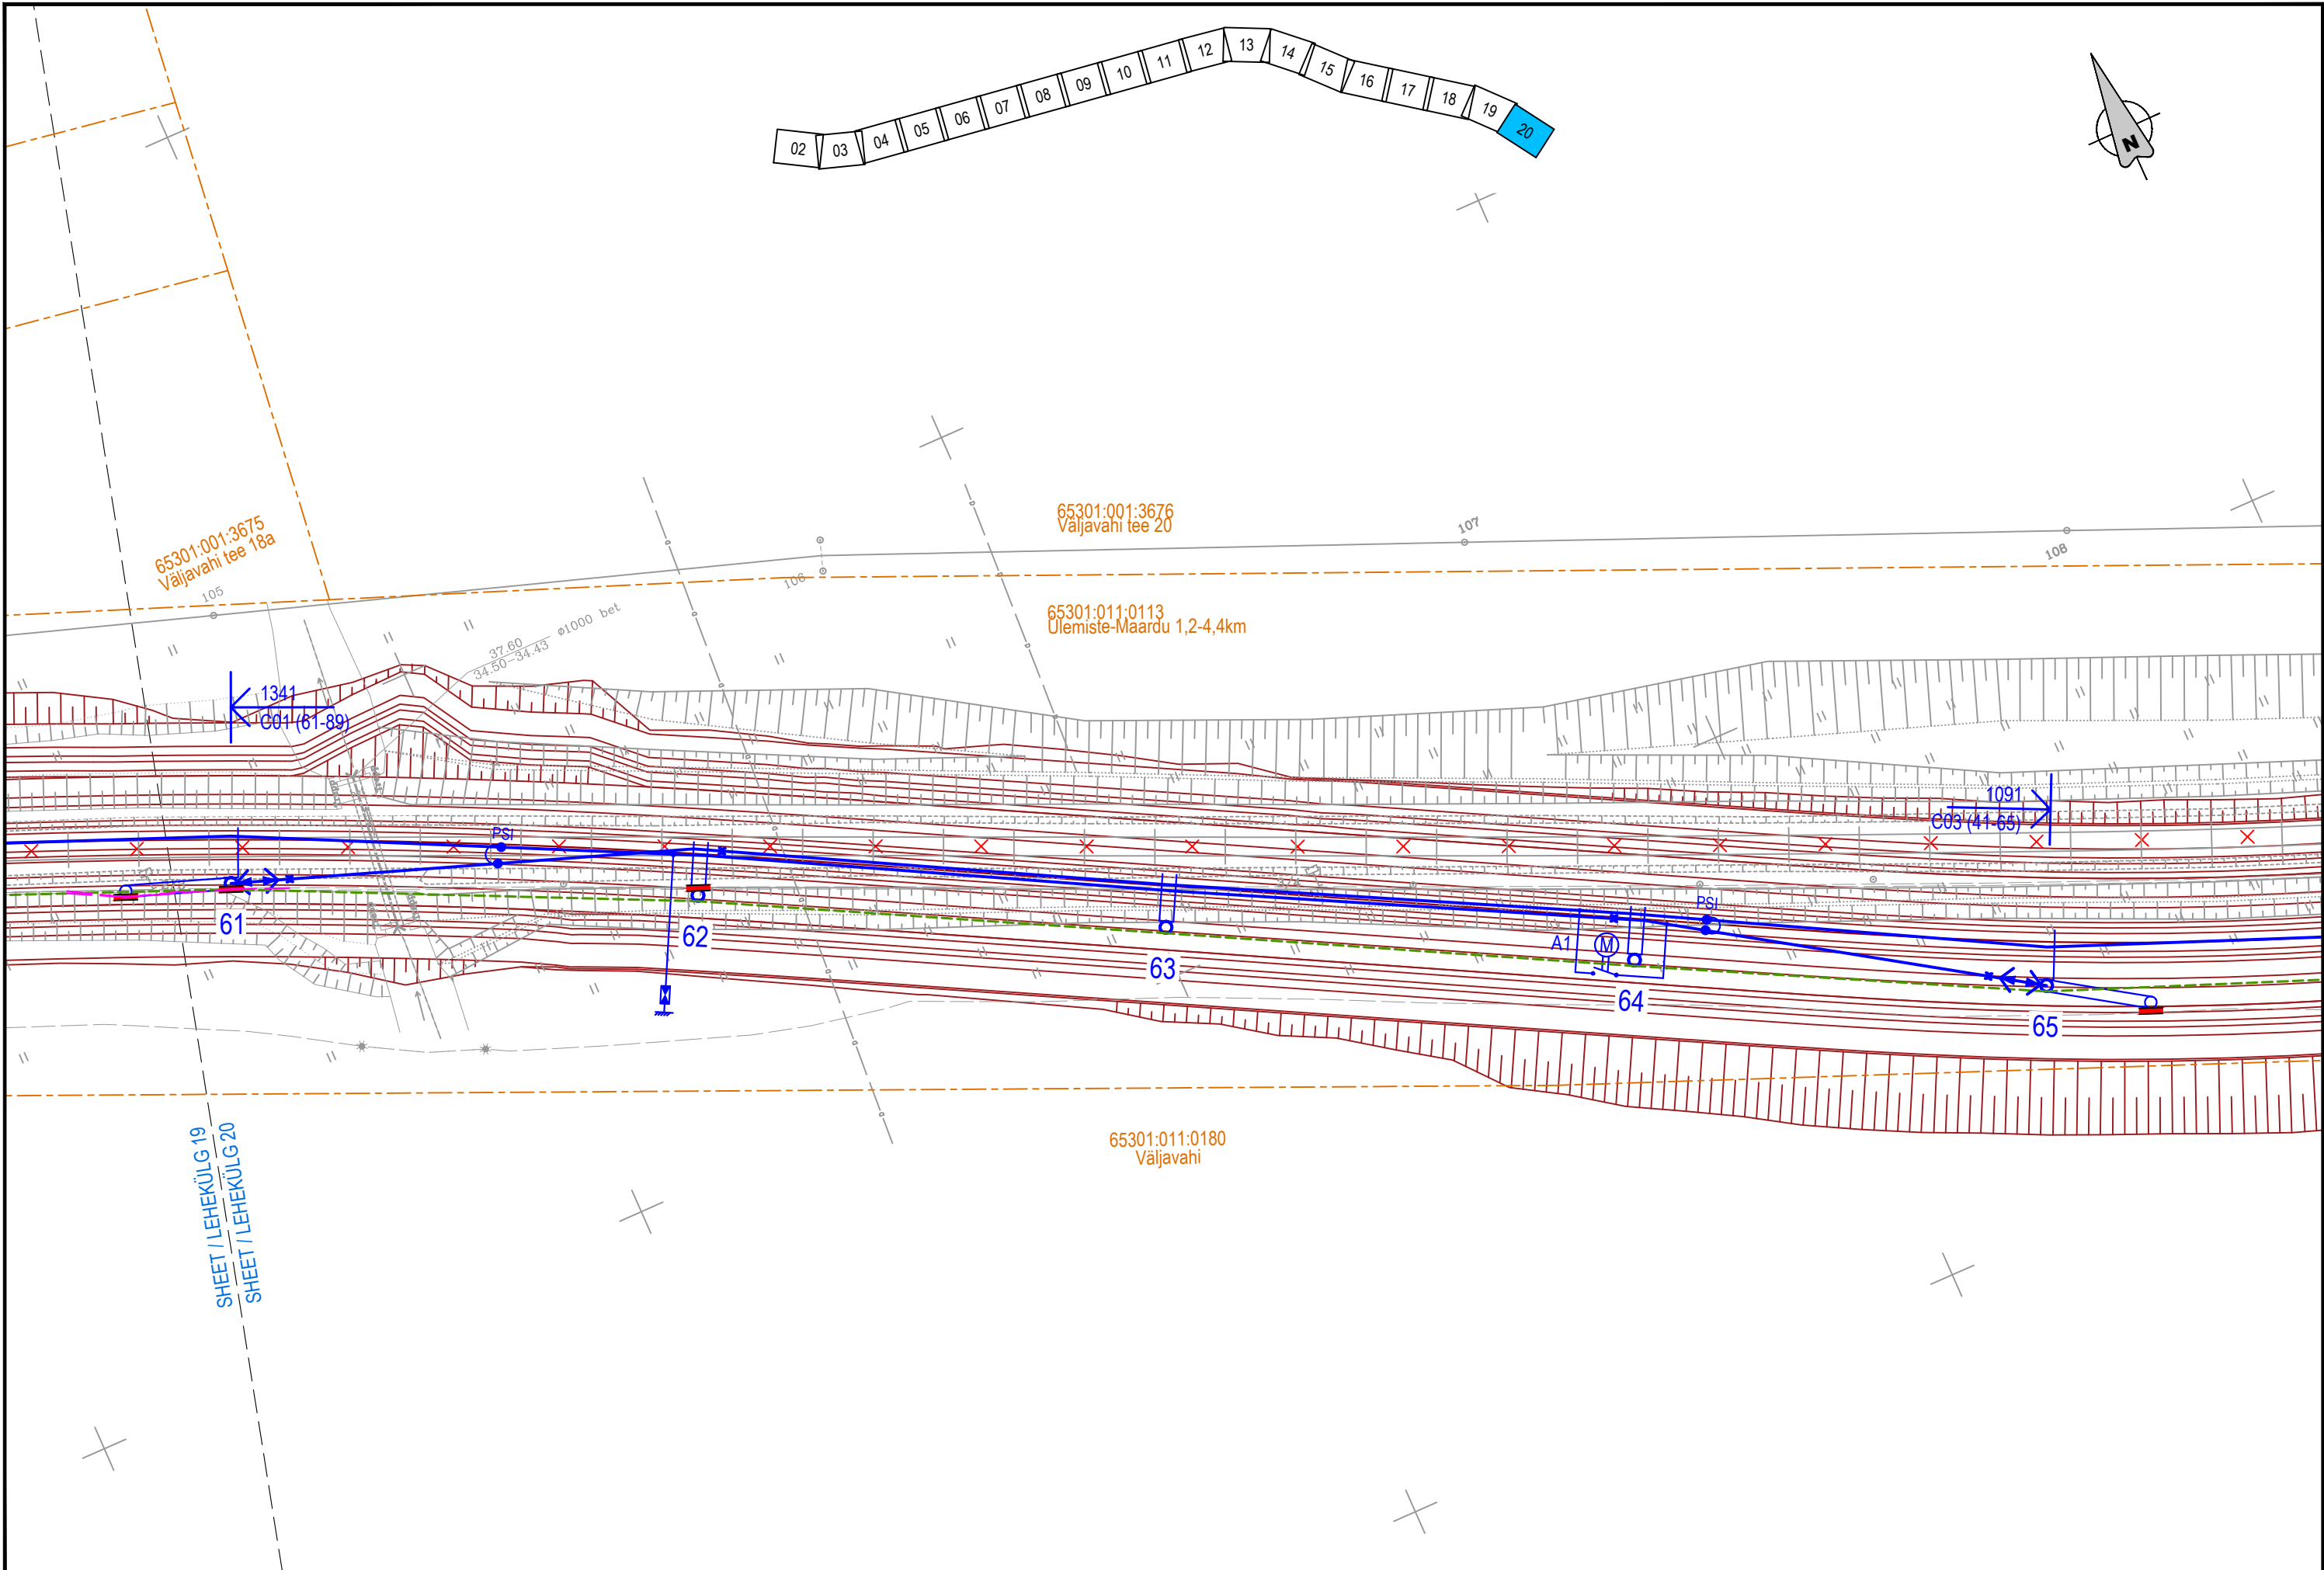 02
03
04
05
06
07
08
09
10
11
12
13
14
15
16
17
18
19
20
N
65301:001:3675
Väljavahi tee 18a
105
65301:001:3676
Väljavahi tee 20
106
107
108
65301:011:0113
Ülemiste-Maardu 1,2-4,4km
37.60
34.50-34.43 ø1000 bet
1341
C01 (61-89)
1091
C03 (41-65)
PSI
PSI
A1
M
61
62
63
64
65
65301:011:0180
Väljavahi
SHEET / LEHEKÜLG 19
SHEET / LEHEKÜLG 20